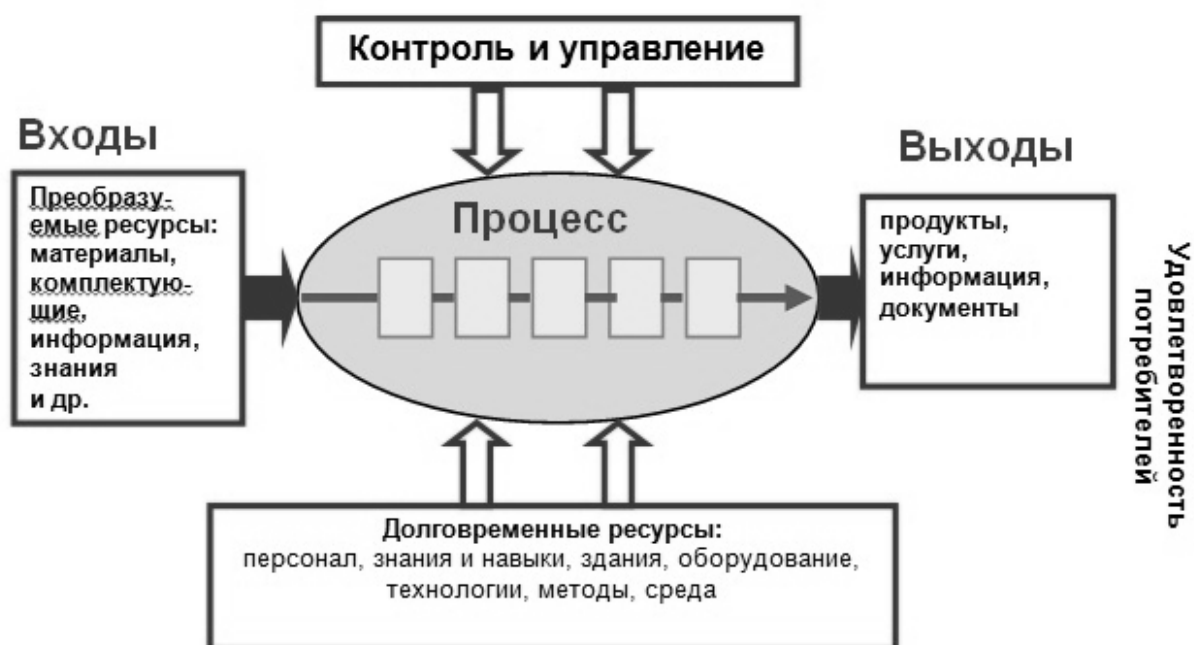 Контроль и управление
Входы
Преобразу-
емые ресурсы:
материалы,
комплектую-
щие,
информация,
знания
и др.
Процесс
Выходы
продукты,
услуги,
информация,
документы
Удовлетворенность
потребителей
Долговременные ресурсы:
персонал, знания и навыки, здания, оборудование,
технологии, методы, среда